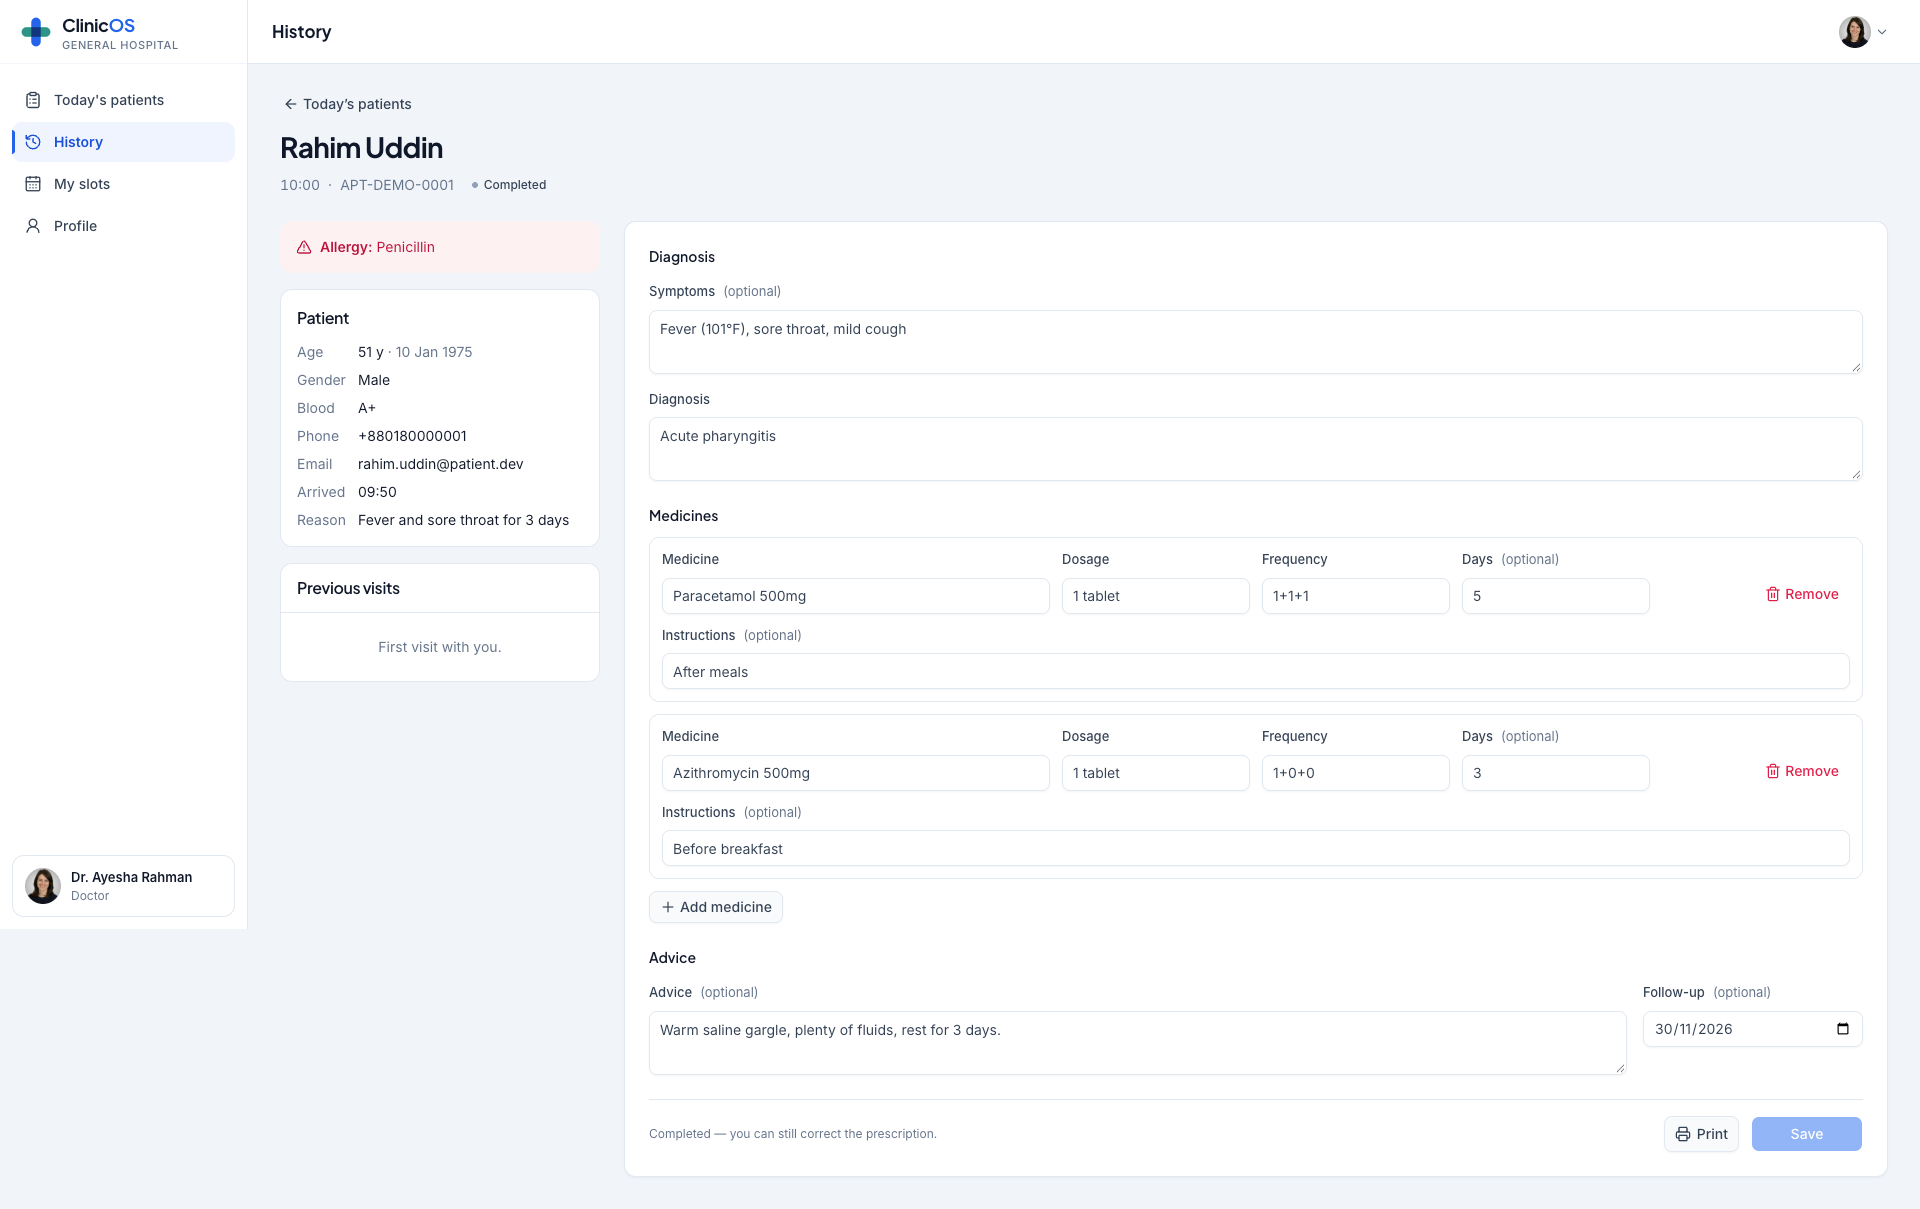 ClinicOS
GENERAL HOSPITAL
Today's patients
History
My slots
Profile
Dr. Ayesha Rahman
Doctor
History
Today's patients
Rahim Uddin
10:00 · APT-DEMO-0001 Completed
Allergy: Penicillin
Patient
Age 51 y · 10 Jan 1975
Gender Male
Blood A+
Phone +880180000001
Email rahim.uddin@patient.dev
Arrived 09:50
Reason Fever and sore throat for 3 days
Previous visits
First visit with you.
Diagnosis
Symptoms (optional)
Fever (101°F), sore throat, mild cough
Diagnosis
Acute pharyngitis
Medicines
Medicine Dosage Frequency Days (optional)
Paracetamol 500mg 1 tablet 1+1+1 5 Remove
Instructions (optional)
After meals
Medicine Dosage Frequency Days (optional)
Azithromycin 500mg 1 tablet 1+0+0 3 Remove
Instructions (optional)
Before breakfast
Add medicine
Advice
Advice (optional) Follow-up (optional)
Warm saline gargle, plenty of fluids, rest for 3 days. 30/11/2026
Completed — you can still correct the prescription. Print Save